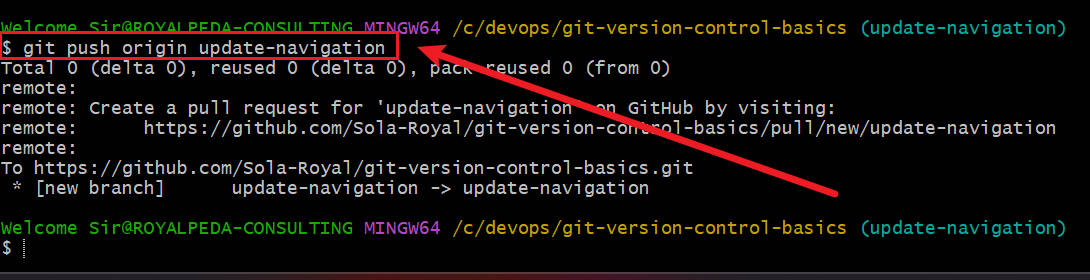 Welcome Sir@ROYALPEDA-CONSULTING MINGW64 /c/devops/git-version-control-basics (update-navigation)
$ git push origin update-navigation
Total 0 (delta 0), reused 0 (delta 0), pack-reused 0 (from 0)
remote:
remote: Create a pull request for 'update-navigation' on GitHub by visiting:
remote:      https://github.com/Sola-Royal/git-version-control-basics/pull/new/update-navigation
remote:
To https://github.com/Sola-Royal/git-version-control-basics.git
 * [new branch]      update-navigation -> update-navigation
Welcome Sir@ROYALPEDA-CONSULTING MINGW64 /c/devops/git-version-control-basics (update-navigation)
$